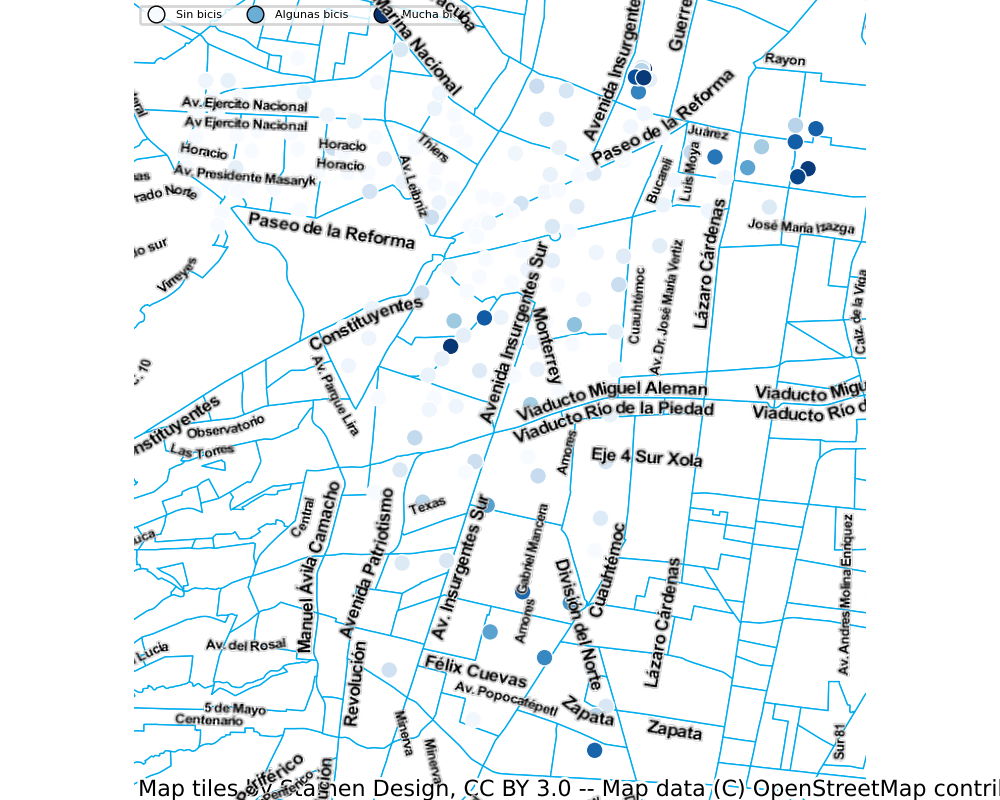 Sin bicis
Algunas bicis
Mucha bi
Marina Nacional
acuba
Avenida Insurgente
Guerre
Rayon
Av. Ejercito Nacional
Av Ejercito Nacional
Horacio
Horacio
Horacio
Thiers
Paseo de la Reforma
Juárez
Luis Moya
Bucareli
Av. Presidente Masaryk
Av. Leibniz
rado Norte
Paseo de la Reforma
José María Izazga
Lázaro Cárdenas
Virreyes
Avenida Insurgentes Sur
Cuauhtémoc
Av. Dr. José María Vertiz
Calz. de la Viga
Constituyentes
Monterrey
Av. Parque Lira
Viaducto Miguel Aleman
Viaducto Río de la Piedad
Viaducto Migu
Viaducto Río d
nstituyentes
Observatorio
Las Torres
Amores
Eje 4 Sur Xola
Central
Manuel Ávila Camacho
Avenida Patriotismo
Texas
Av. Insurgentes Sur
Gabriel Mancera
Amores
División del Norte
Cuauhtémoc
Lázaro Cárdenas
Av. Andres Molina Enriquez
Lucia
Av. del Rosal
Revolución
Félix Cuevas
Av. Popocatépetl
Zapata
Zapata
5 de Mayo
Centenario
Minerva
Minerva
Sur 81
Periférico
Periférico
ución
Map tiles by Stamen Design, CC BY 3.0 -- Map data (C) OpenStreetMap contri